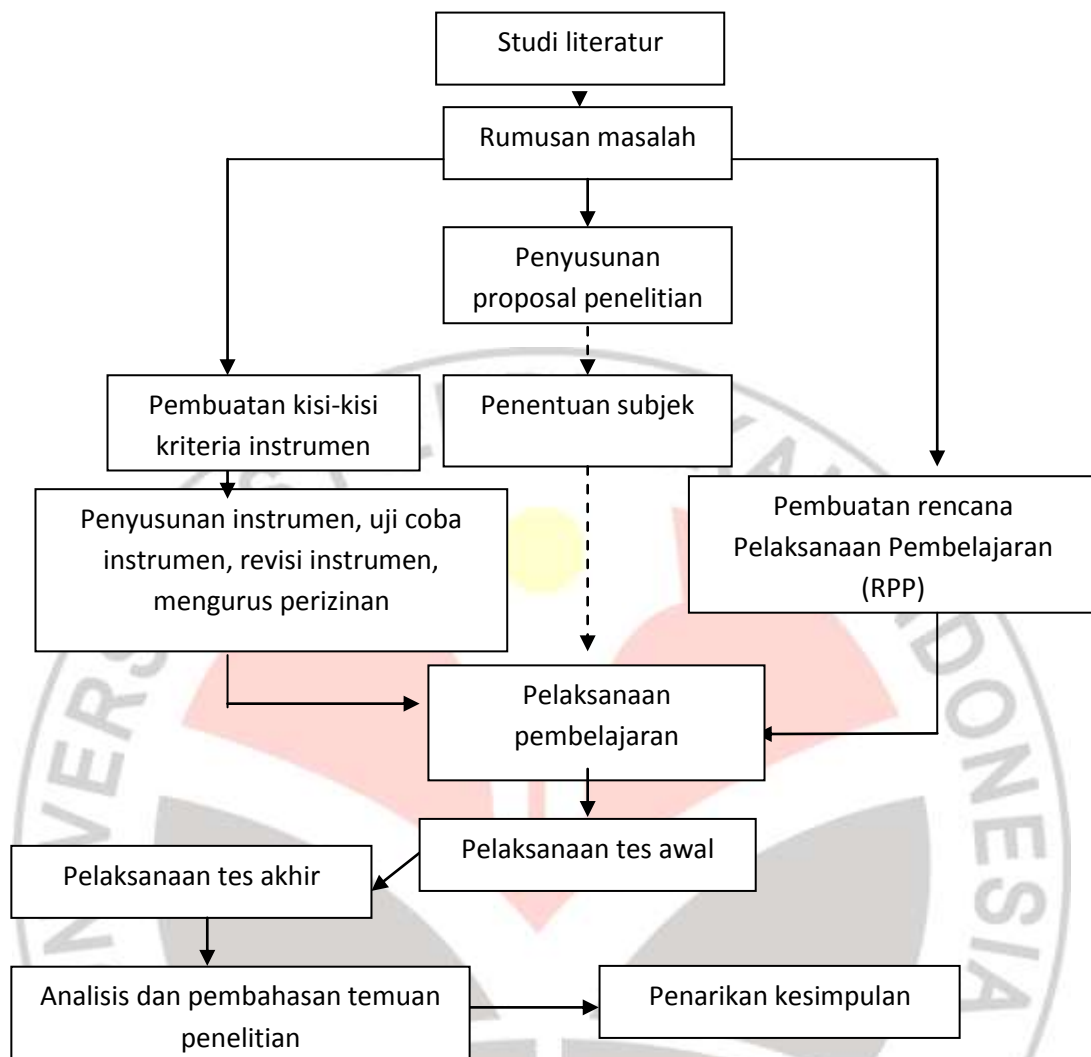 Studi literatur
Rumusan masalah
Penyusunan
proposal penelitian
Pembuatan kisi-kisi
kriteria instrumen
Penentuan subjek
Penyusunan instrumen, uji coba
instrumen, revisi instrumen,
mengurus perizinan
Pembuatan rencana
Pelaksanaan Pembelajaran
(RPP)
Pelaksanaan
pembelajaran
Pelaksanaan tes awal
Pelaksanaan tes akhir
Analisis dan pembahasan temuan
penelitian
Penarikan kesimpulan